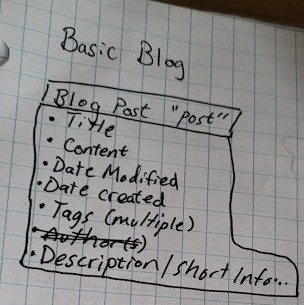 Basic Blog
Blog Post "post"
• Title
• Content
• Date Modified
• Date created
• Tags (multiple)
• Author(s)
• Description/short Info...